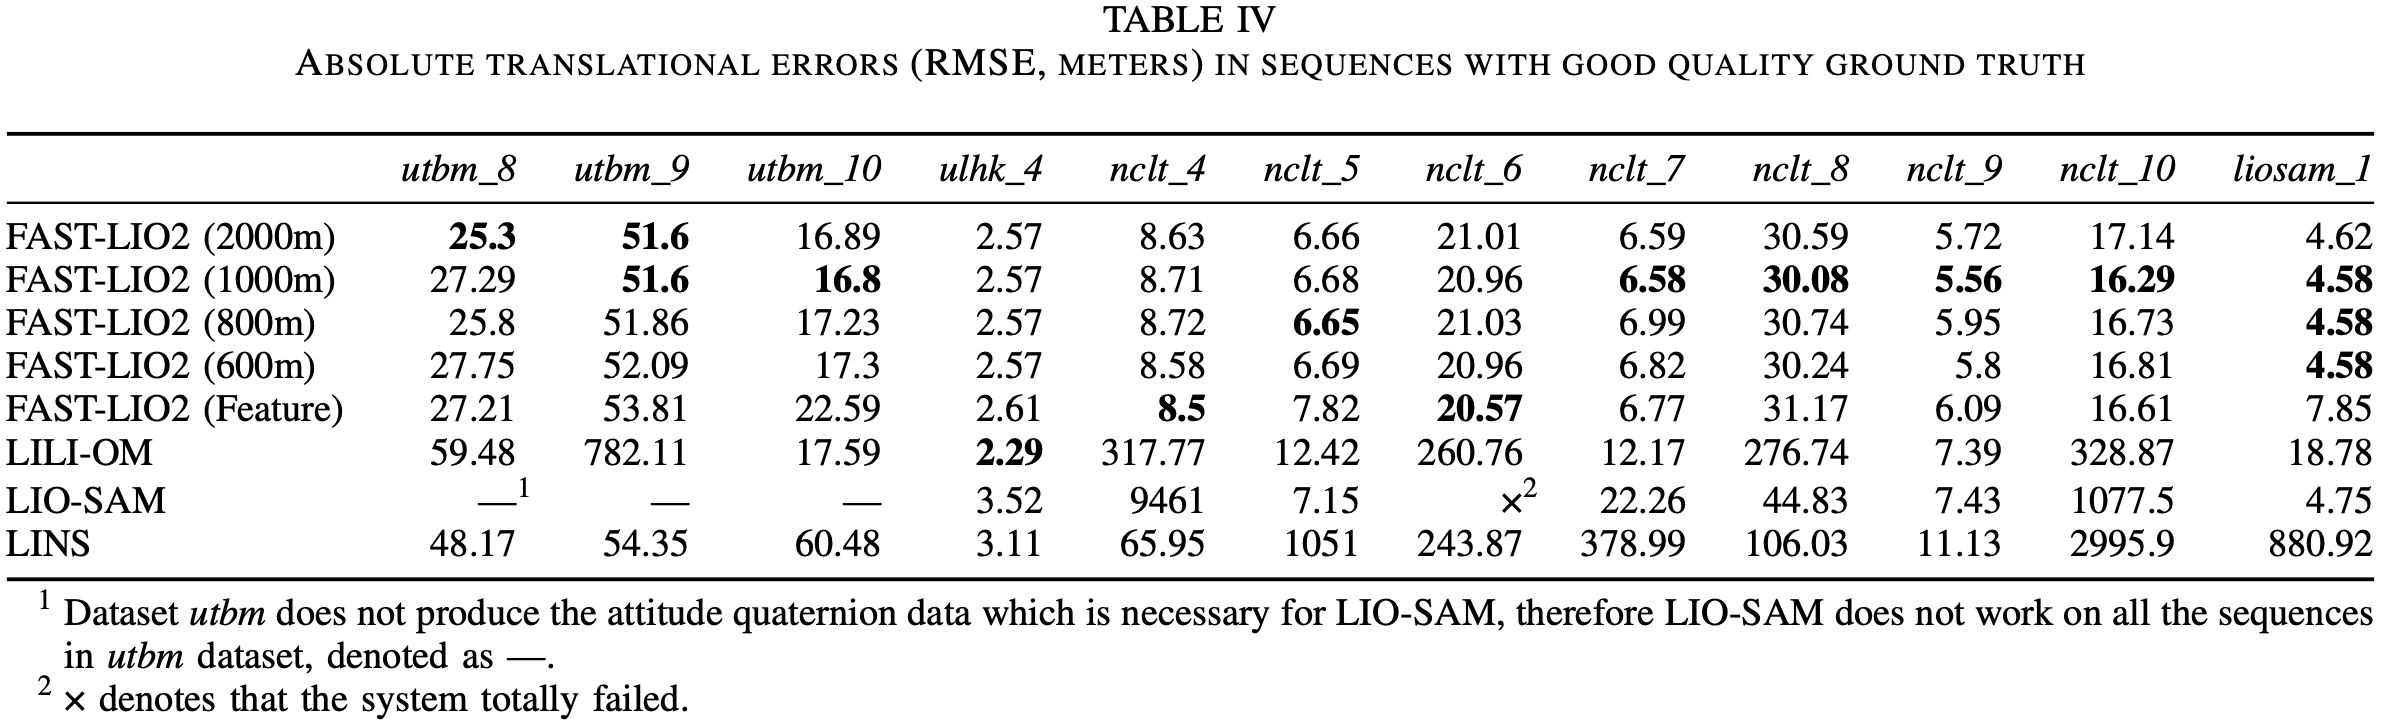 TABLE IV
ABSOLUTE TRANSLATIONAL ERRORS (RMSE, METERS) IN SEQUENCES WITH GOOD QUALITY GROUND TRUTH
utbm_8 utbm_9 utbm_10 ulhk_4 nclt_4 nclt_5 nclt_6 nclt_7 nclt_8 nclt_9 nclt_10 liosam_1
FAST-LIO2 (2000m) 25.3 51.6 16.89 2.57 8.63 6.66 21.01 6.59 30.59 5.72 17.14 4.62
FAST-LIO2 (1000m) 27.29 51.6 16.8 2.57 8.71 6.68 20.96 6.58 30.08 5.56 16.29 4.58
FAST-LIO2 (800m) 25.8 51.86 17.23 2.57 8.72 6.65 21.03 6.99 30.74 5.95 16.73 4.58
FAST-LIO2 (600m) 27.75 52.09 17.3 2.57 8.58 6.69 20.96 6.82 30.24 5.8 16.81 4.58
FAST-LIO2 (Feature) 27.21 53.81 22.59 2.61 8.5 7.82 20.57 6.77 31.17 6.09 16.61 7.85
LILI-OM 59.48 782.11 17.59 2.29 317.77 12.42 260.76 12.17 276.74 7.39 328.87 18.78
LIO-SAM —¹ — — 3.52 9461 7.15 ×² 22.26 44.83 7.43 1077.5 4.75
LINS 48.17 54.35 60.48 3.11 65.95 1051 243.87 378.99 106.03 11.13 2995.9 880.92
¹ Dataset utbm does not produce the attitude quaternion data which is necessary for LIO-SAM, therefore LIO-SAM does not work on all the sequences
in utbm dataset, denoted as —.
² × denotes that the system totally failed.